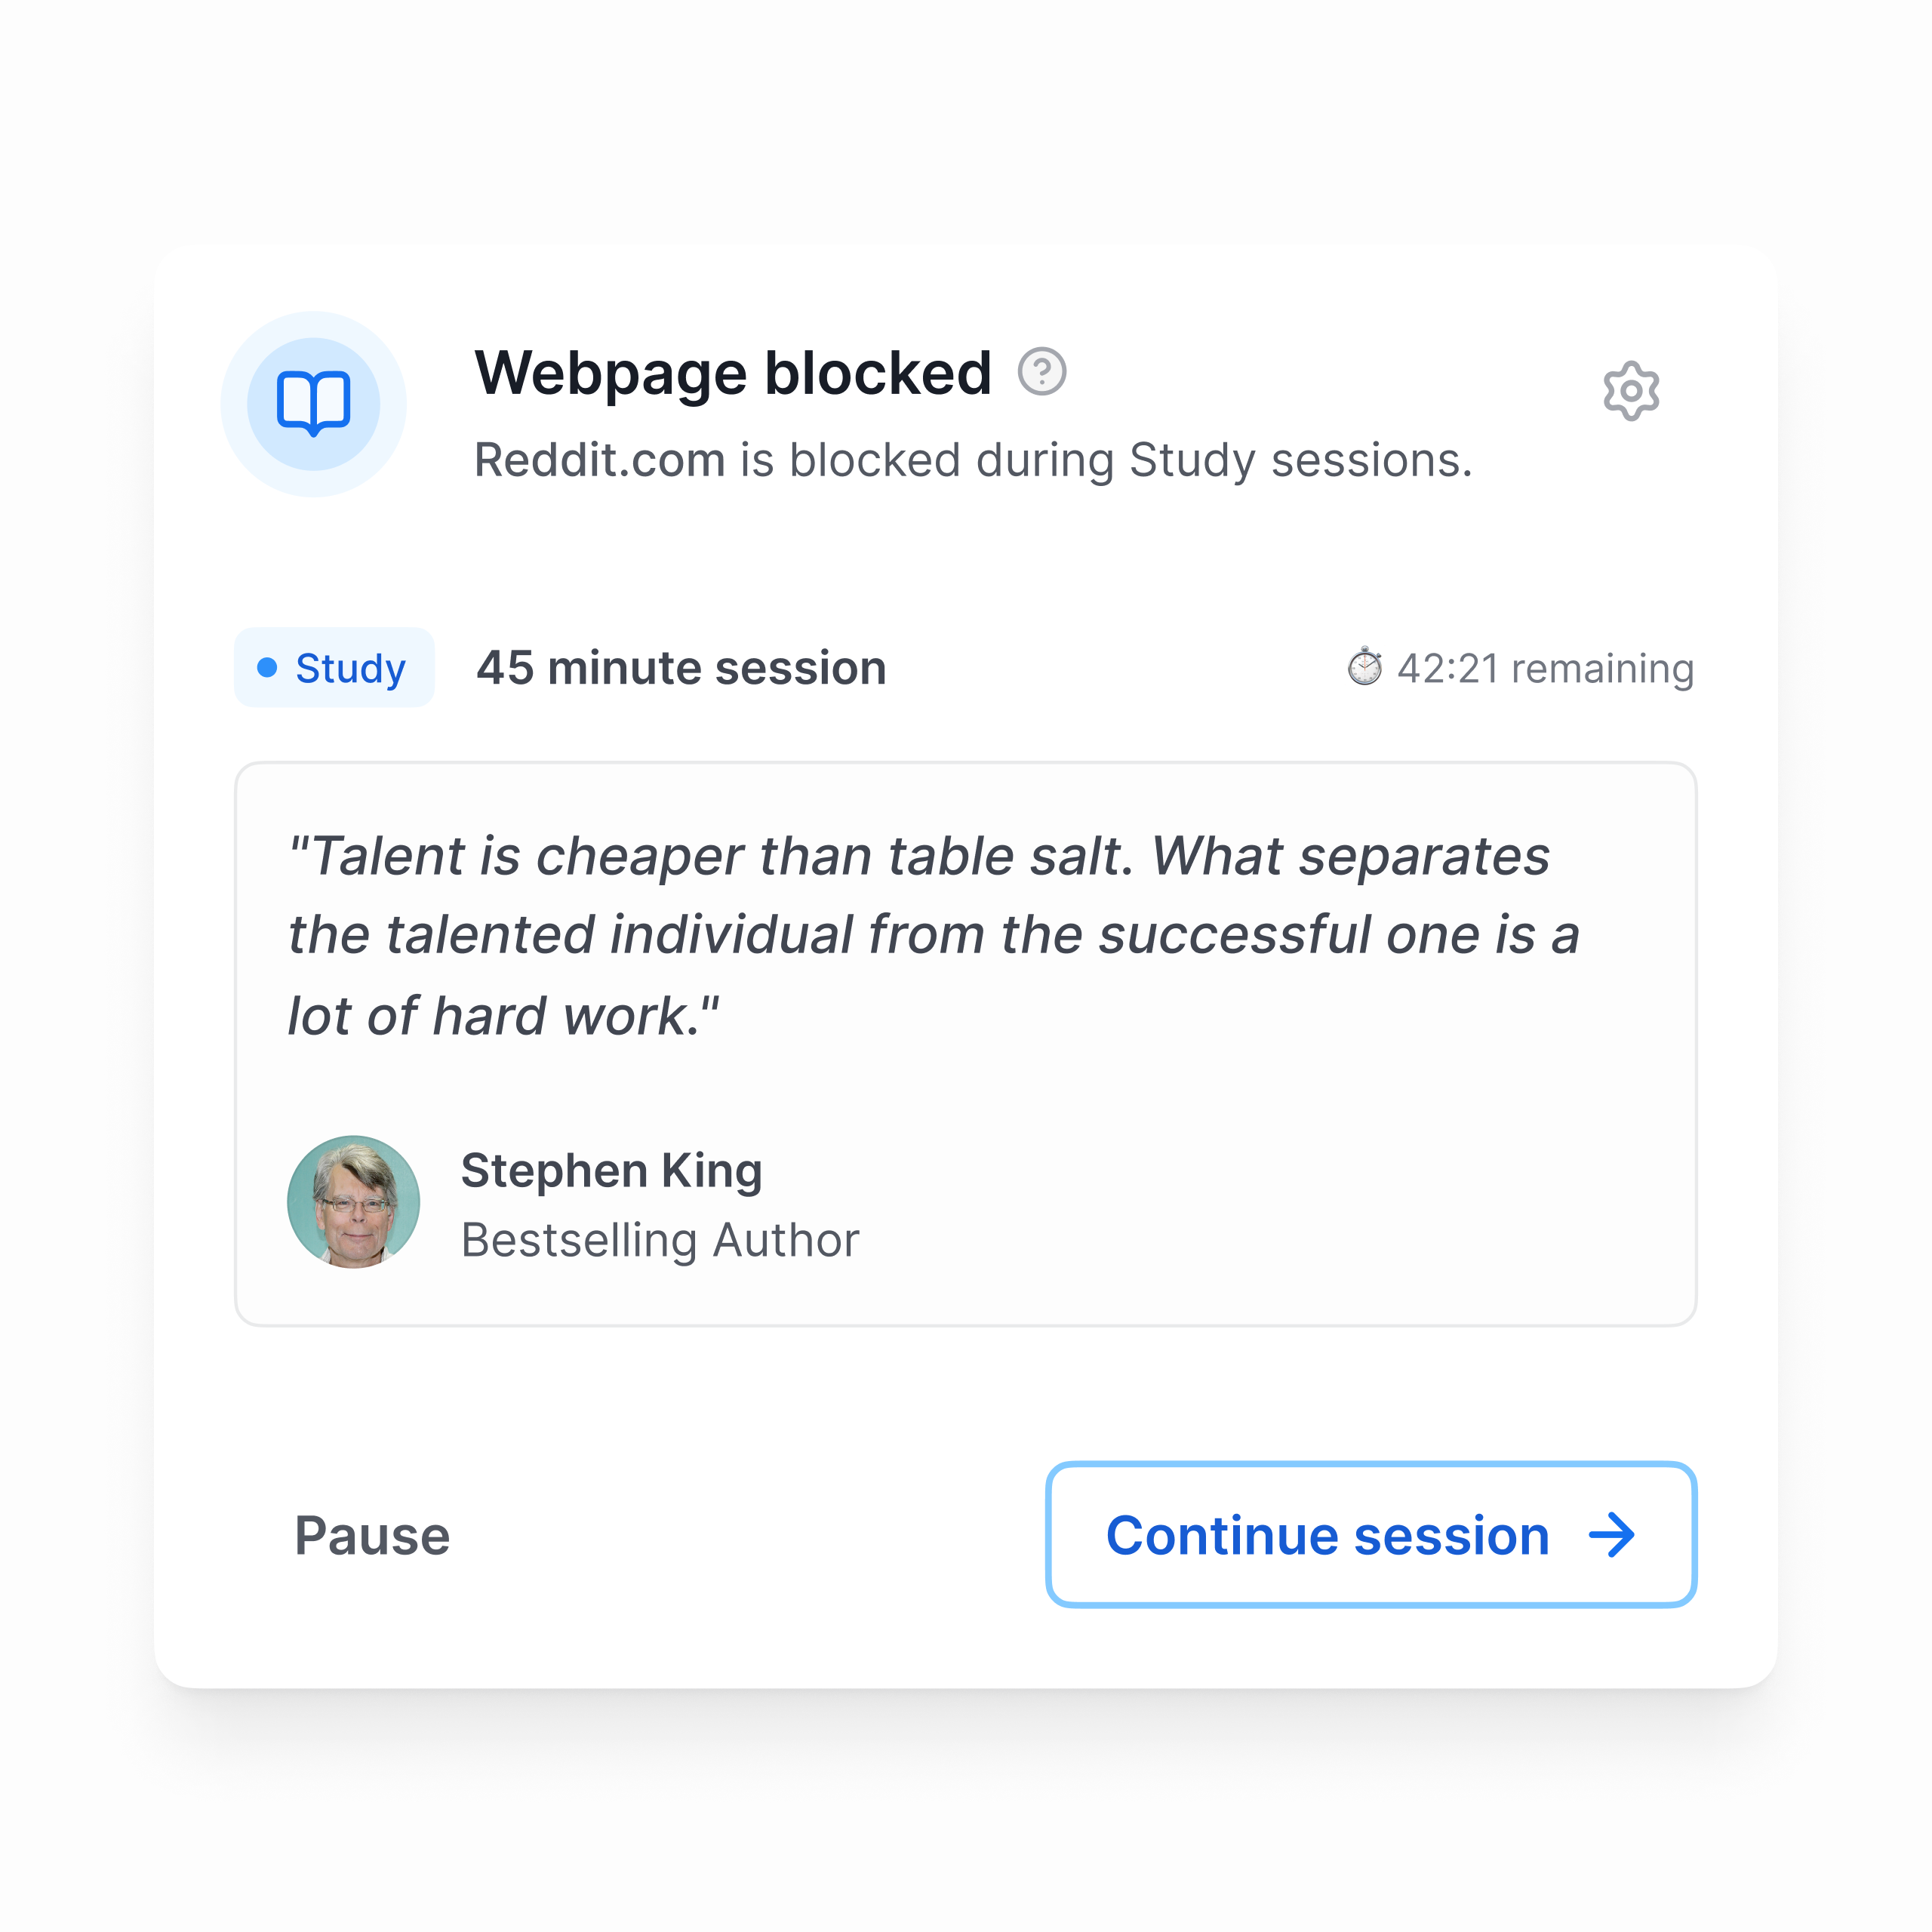 Webpage blocked
Reddit.com is blocked during Study sessions.
Study
45 minute session
42:21 remaining
"Talent is cheaper than table salt. What separates
the talented individual from the successful one is a
lot of hard work."
Stephen King
Bestselling Author
Pause
Continue session